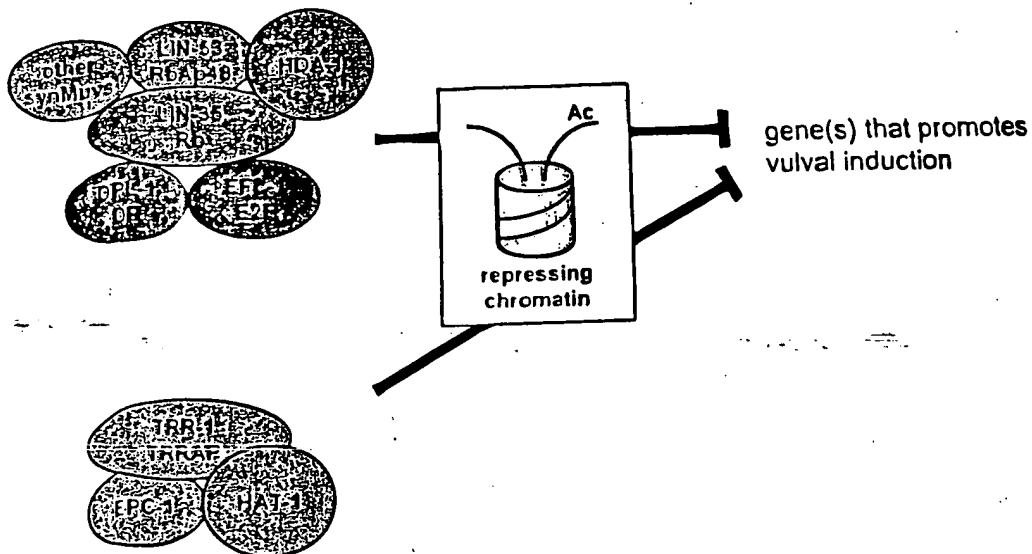 other
synMuvs
LIN-53
RbAp48
HDA-1
LIN-35
Rb
DPL-1
DP
EFL-1
E2F
Ac
repressing
chromatin
gene(s) that promotes
vulval induction
TRR-1
TRRAP
EPC-1
HAT-1